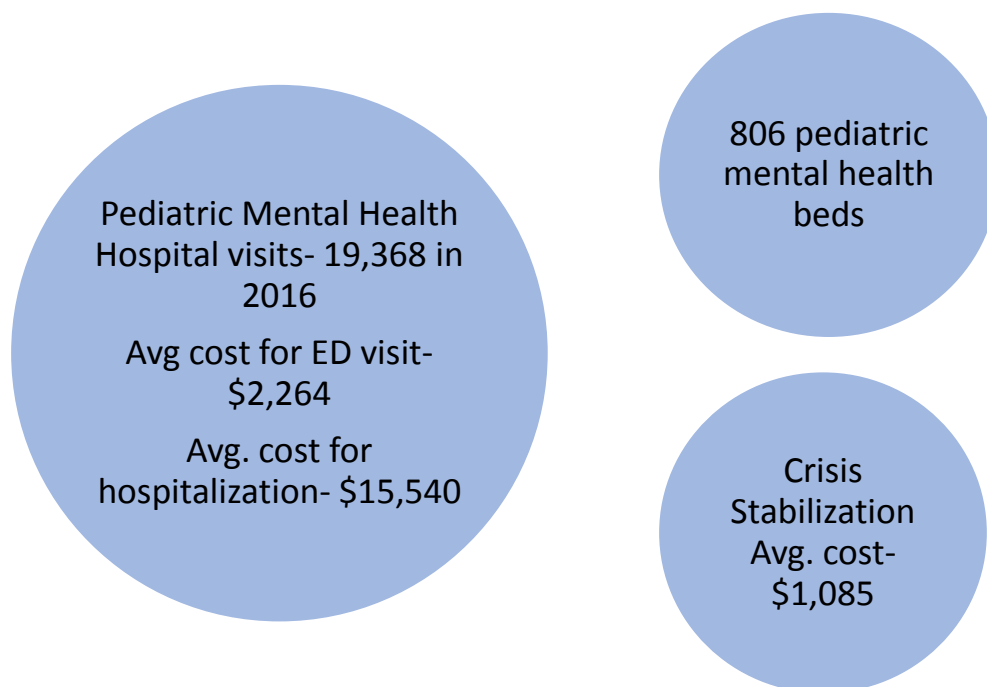 Pediatric Mental Health
Hospital visits- 19,368 in
2016
Avg cost for ED visit-
$2,264
Avg. cost for
hospitalization- $15,540
806 pediatric
mental health
beds
Crisis
Stabilization
Avg. cost-
$1,085